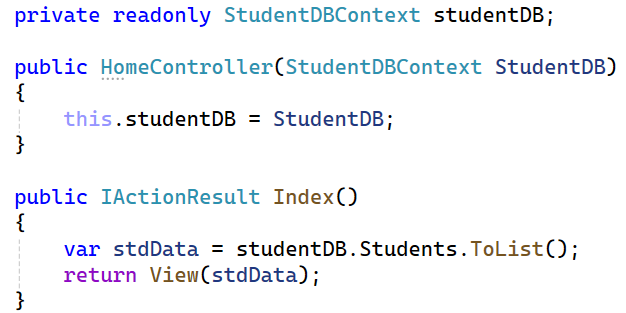 private readonly StudentDBContext studentDB;
public HomeController(StudentDBContext StudentDB)
{
this.studentDB = StudentDB;
}
public IActionResult Index()
{
var stdData = studentDB.Students.ToList();
return View(stdData);
}